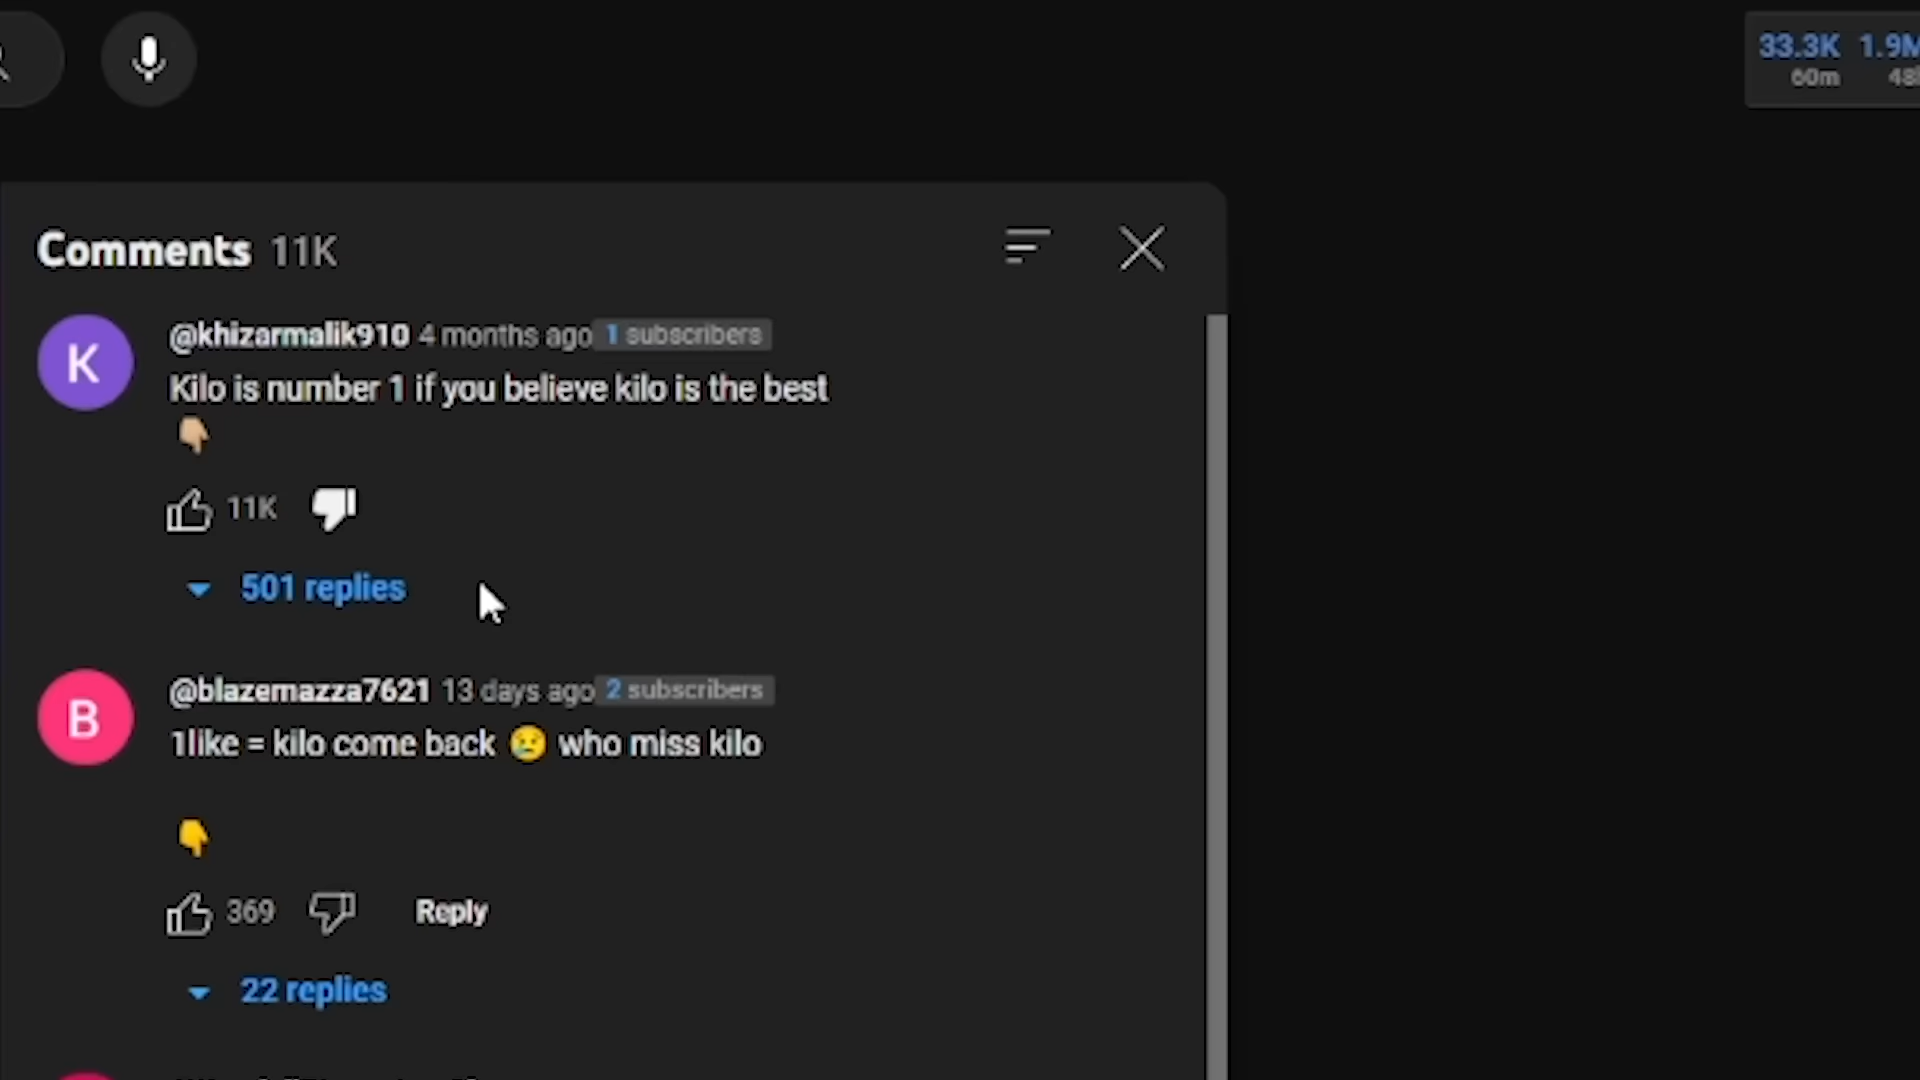 33.3K 1.9M
60m 48h
Comments 11K
K
@khizarmalik910 4 months ago 1 subscribers
Kilo is number 1 if you believe kilo is the best
👇🏼
11K
501 replies
B
@blazemazza7621 13 days ago 2 subscribers
1like = kilo come back 😢 who miss kilo
👇
369 Reply
22 replies